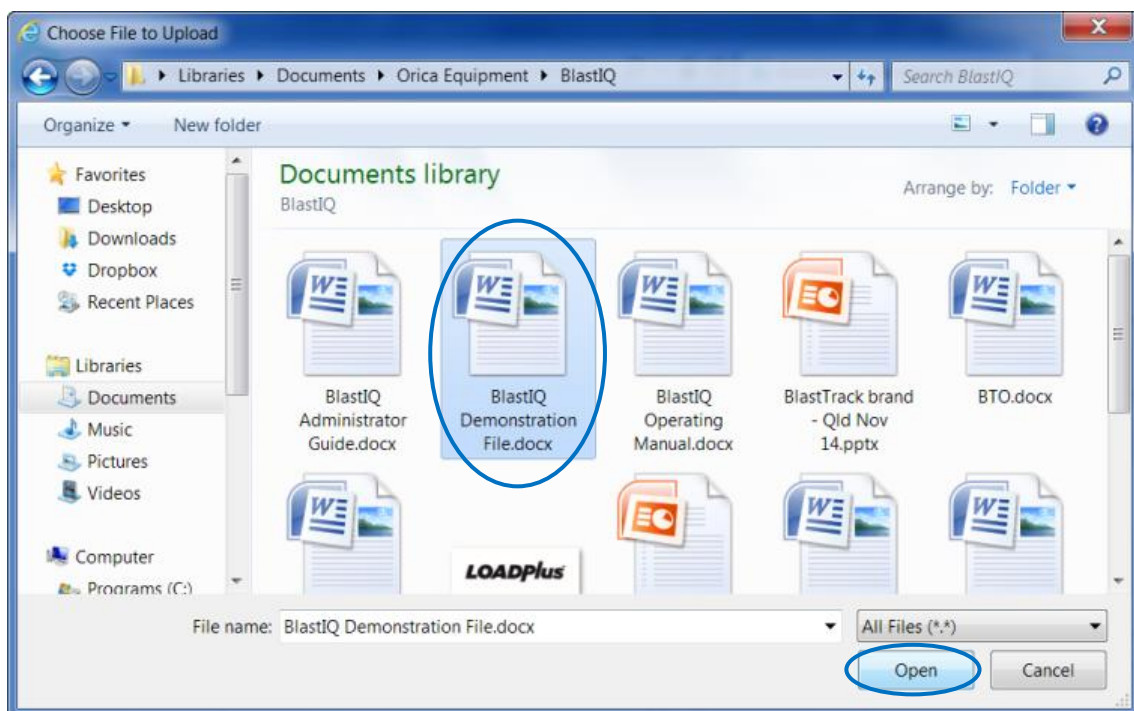 Choose File to Upload
Libraries Documents Orica Equipment BlastIQ
Search BlastIQ
Organize New folder
Favorites
Desktop
Downloads
Dropbox
Recent Places
Libraries
Documents
Music
Pictures
Videos
Computer
Programs (C:)
Documents library
BlastIQ
Arrange by: Folder
BlastIQ
Administrator
Guide.docx
BlastIQ
Demonstration
File.docx
BlastIQ
Operating
Manual.docx
BlastTrack brand
- Qld Nov
14.pptx
BTO.docx
LOADPlus
File name: BlastIQ Demonstration File.docx
All Files (*.*)
Open Cancel